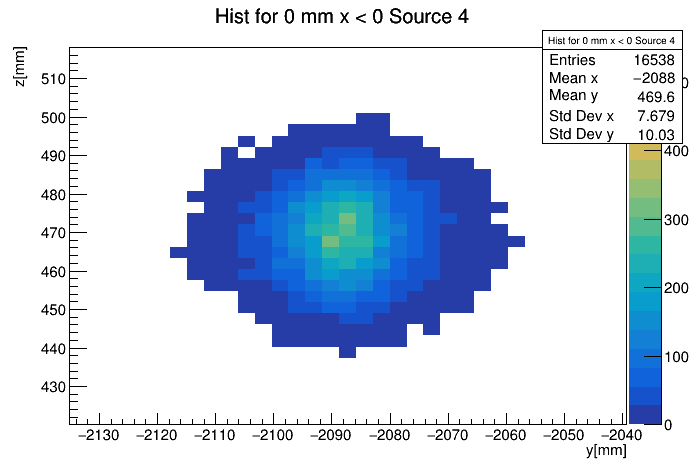 Hist for 0 mm x < 0 Source 4
z[mm]
Hist for 0 mm x < 0 Source 4
Entries 16538
Mean x −2088
Mean y 469.6
Std Dev x 7.679
Std Dev y 10.03
510
500
490
480
470
460
450
440
430
0
400
300
200
100
0
−2130 −2120 −2110 −2100 −2090 −2080 −2070 −2060 −2050 −2040
y[mm]